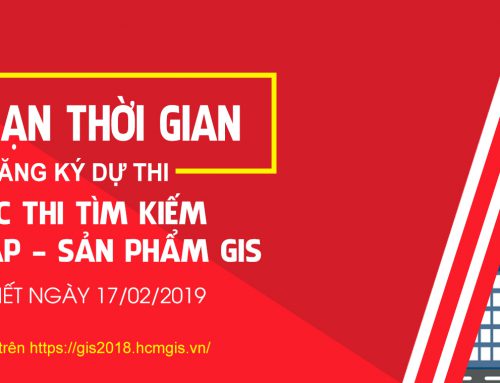 ẠN THỜI GIAN
ĂNG KÝ DỰ THI
C THI TÌM KIẾM
ÁP – SẢN PHẨM GIS
ẾT NGÀY 17/02/2019
trên https://gis2018.hcmgis.vn/